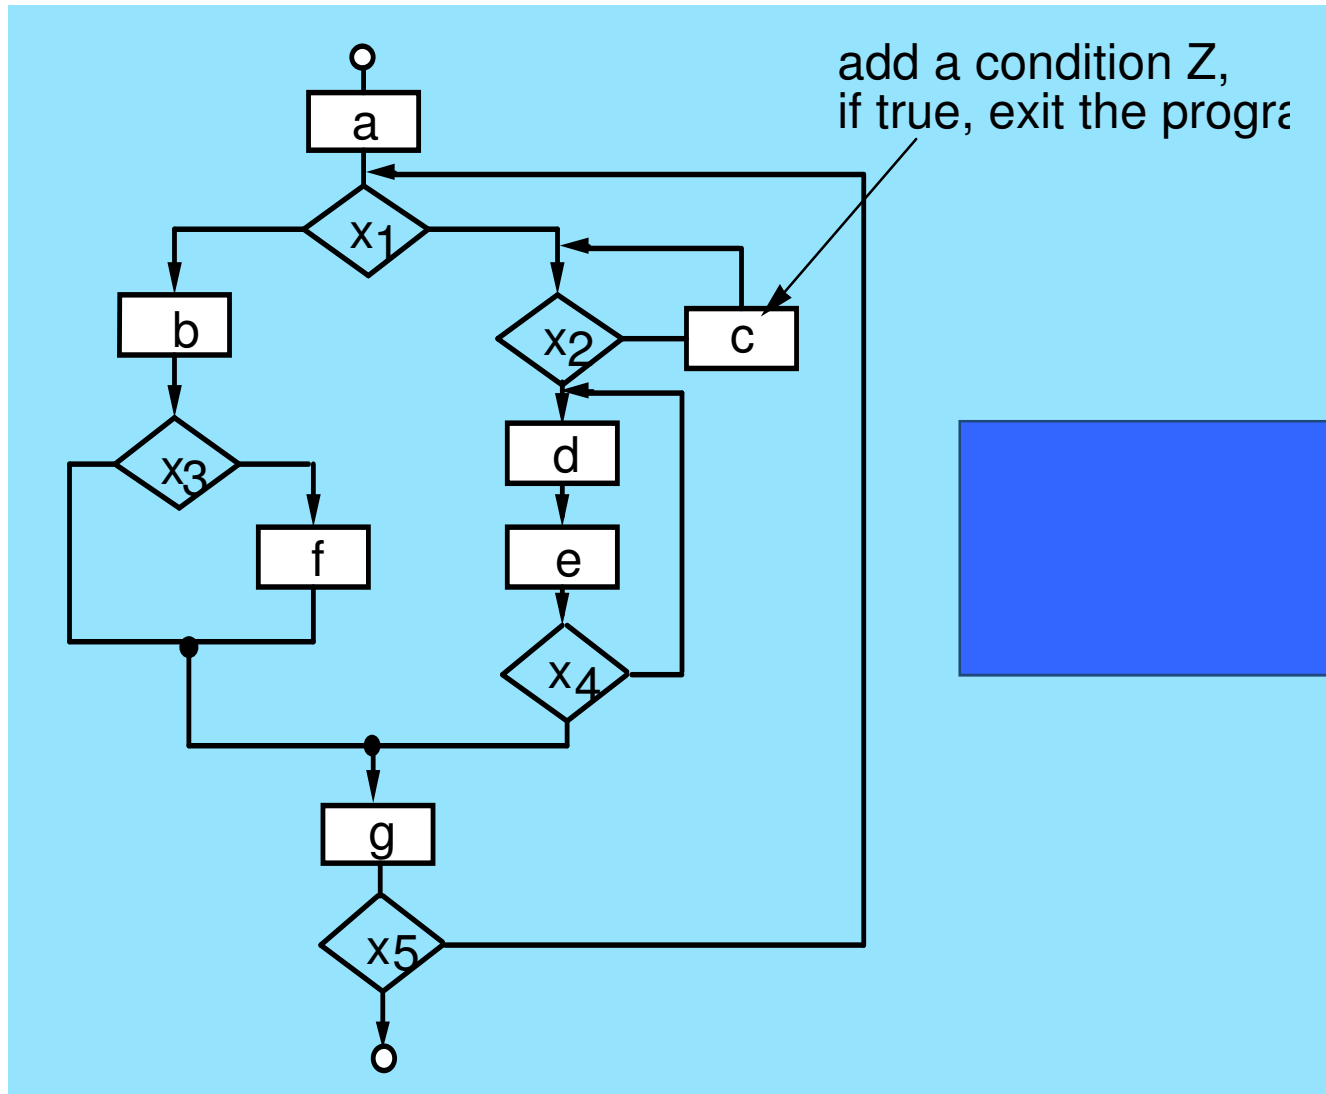 add a condition Z,
if true, exit the
a
x1
b
x2
c
x3
d
f
e
x4
g
x5